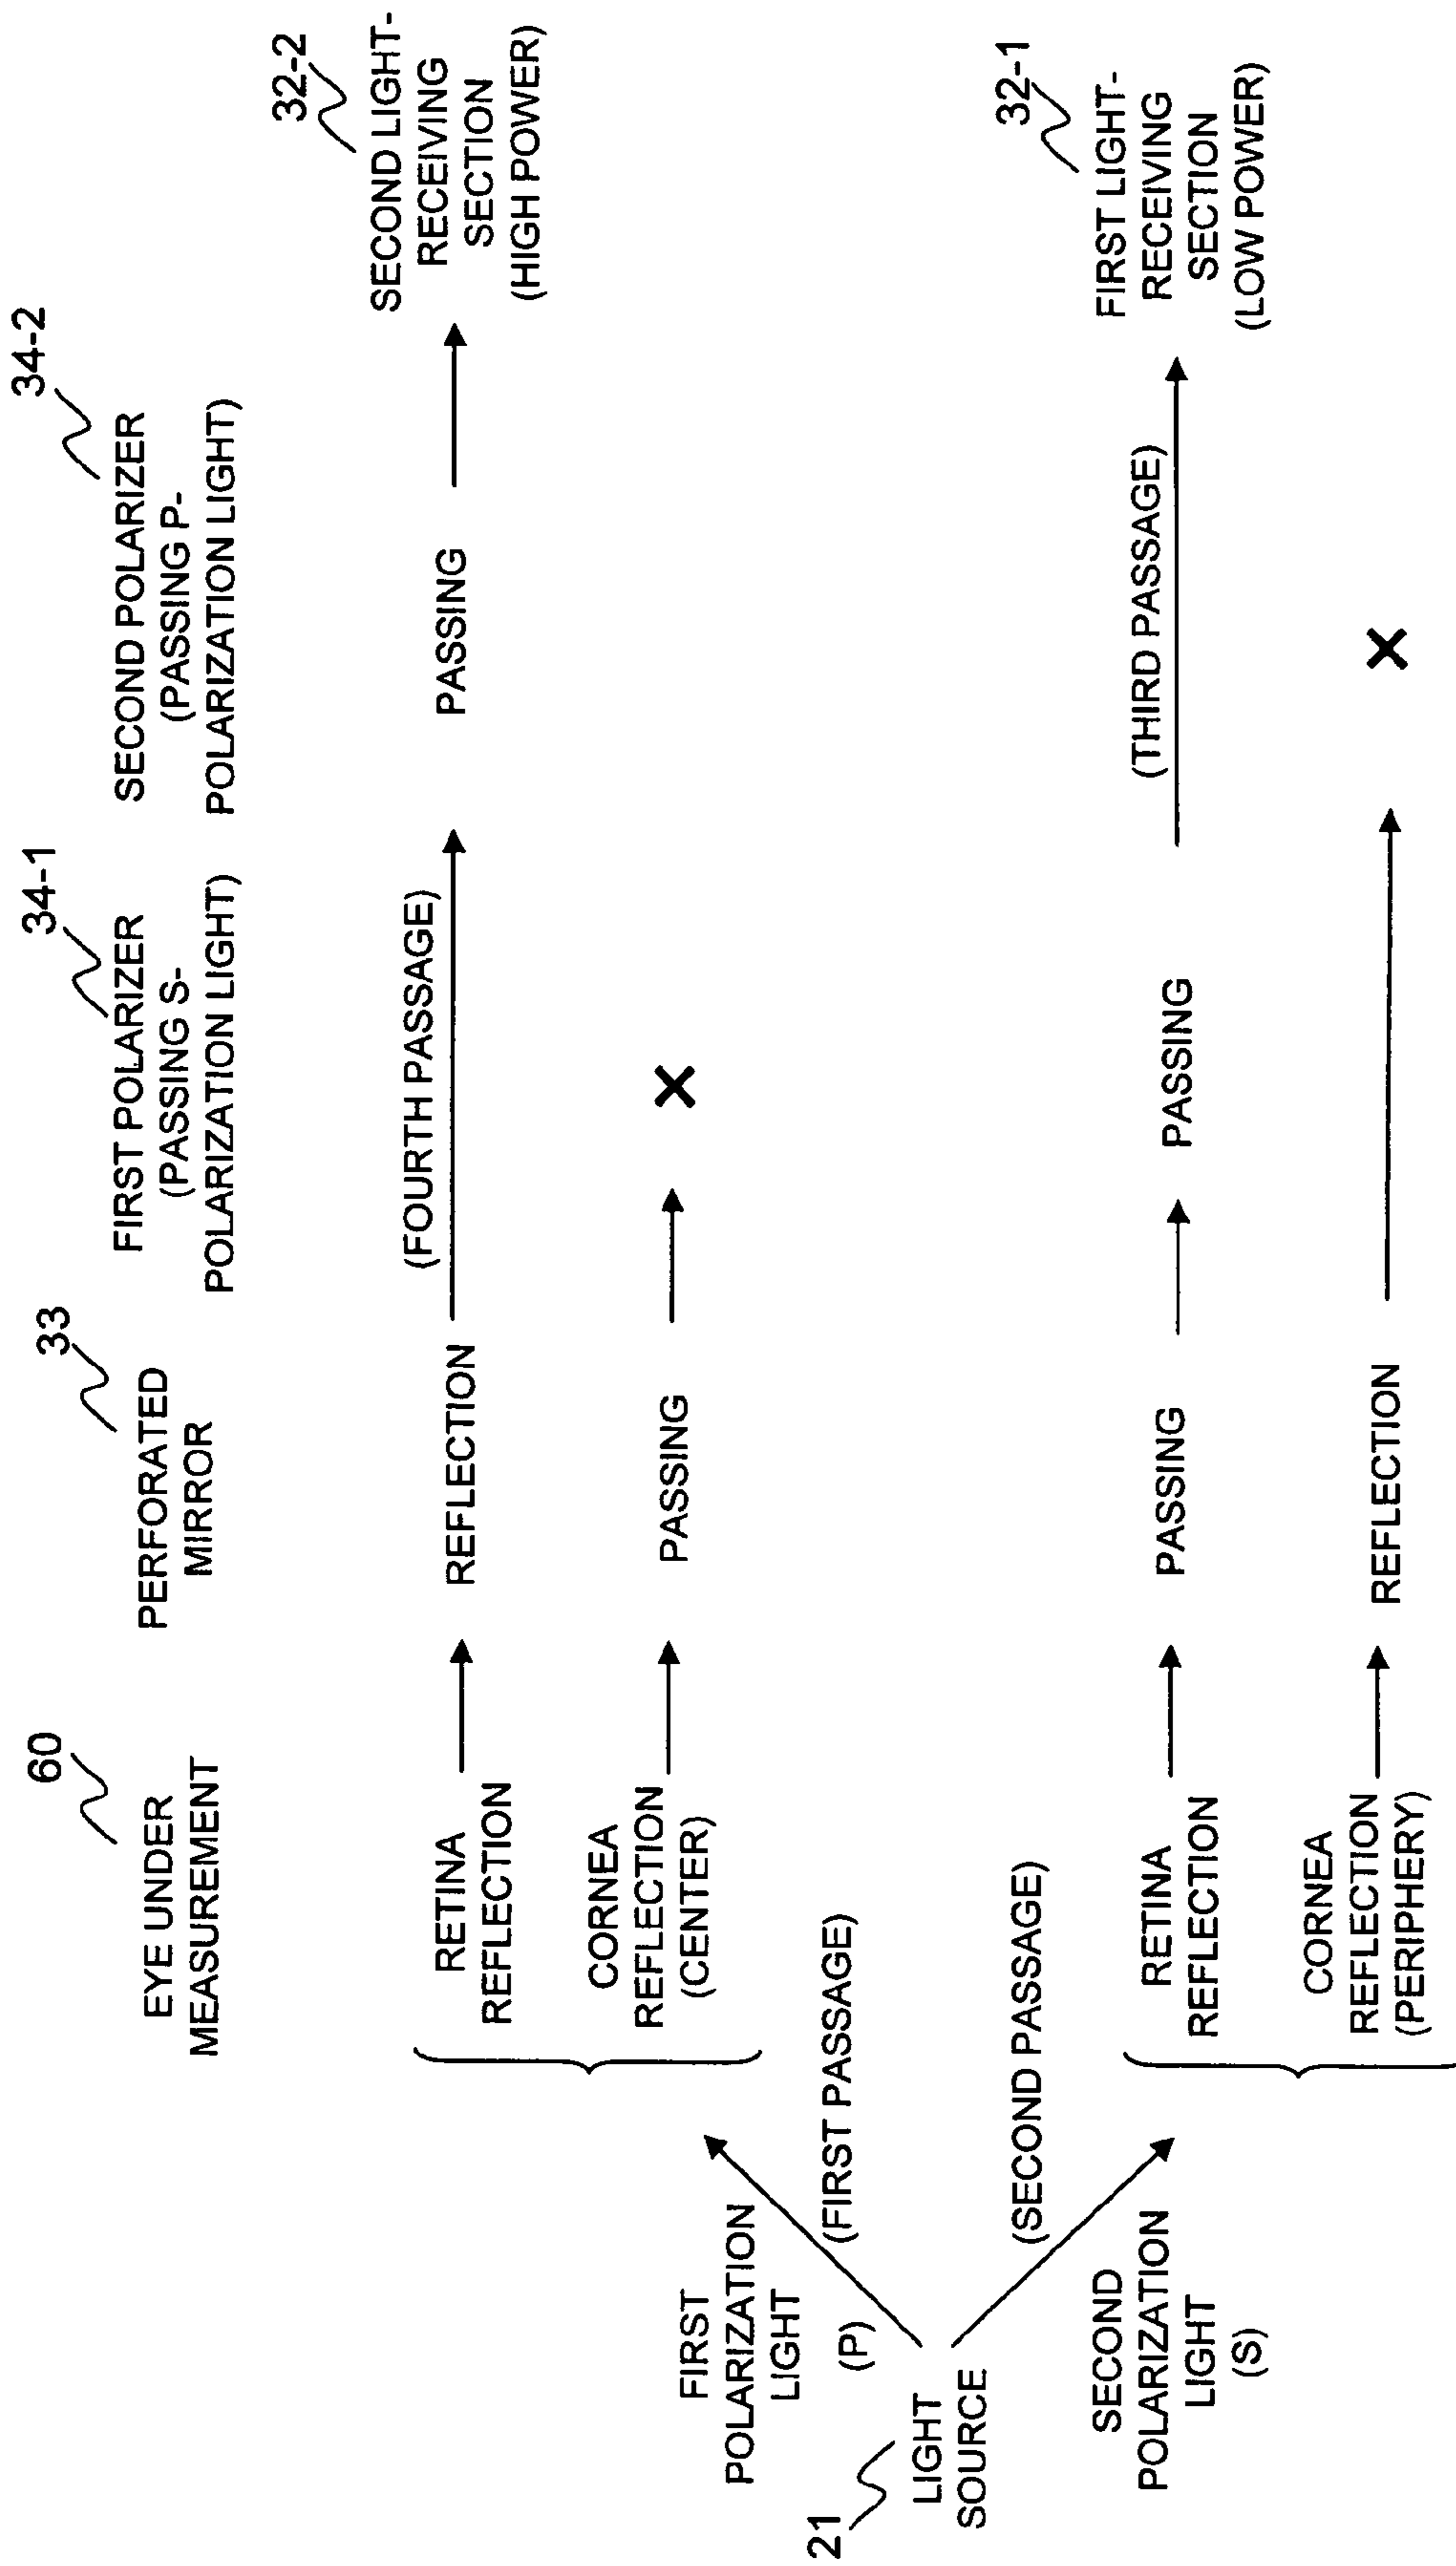 60
EYE UNDER
MEASUREMENT
33
PERFORATED
MIRROR
34-1
FIRST POLARIZER
(PASSING S-
POLARIZATION LIGHT)
34-2
SECOND POLARIZER
(PASSING P-
POLARIZATION LIGHT)
32-2
SECOND LIGHT-
RECEIVING
SECTION
(HIGH POWER)
RETINA
REFLECTION
REFLECTION
(FOURTH PASSAGE)
PASSING
CORNEA
REFLECTION
(CENTER)
PASSING
×
FIRST
POLARIZATION
LIGHT
(P)
(FIRST PASSAGE)
21
LIGHT
SOURCE
(SECOND PASSAGE)
SECOND
POLARIZATION
LIGHT
(S)
RETINA
REFLECTION
PASSING
PASSING
(THIRD PASSAGE)
32-1
FIRST LIGHT-
RECEIVING
SECTION
(LOW POWER)
CORNEA
REFLECTION
(PERIPHERY)
REFLECTION
×